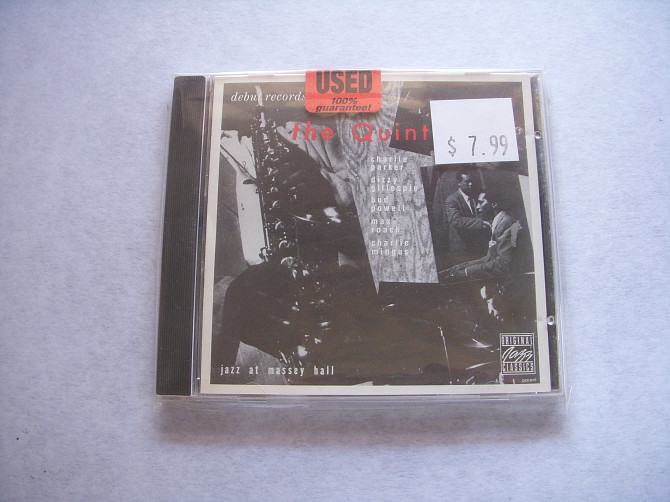 USED
100%
guarantee!
debut records
the Quint
$ 7.99
charlie
parker
dizzy
gillespie
bud
powell
max
roach
charlie
mingus
jazz at massey hall
ORIGINAL
Jazz
CLASSICS